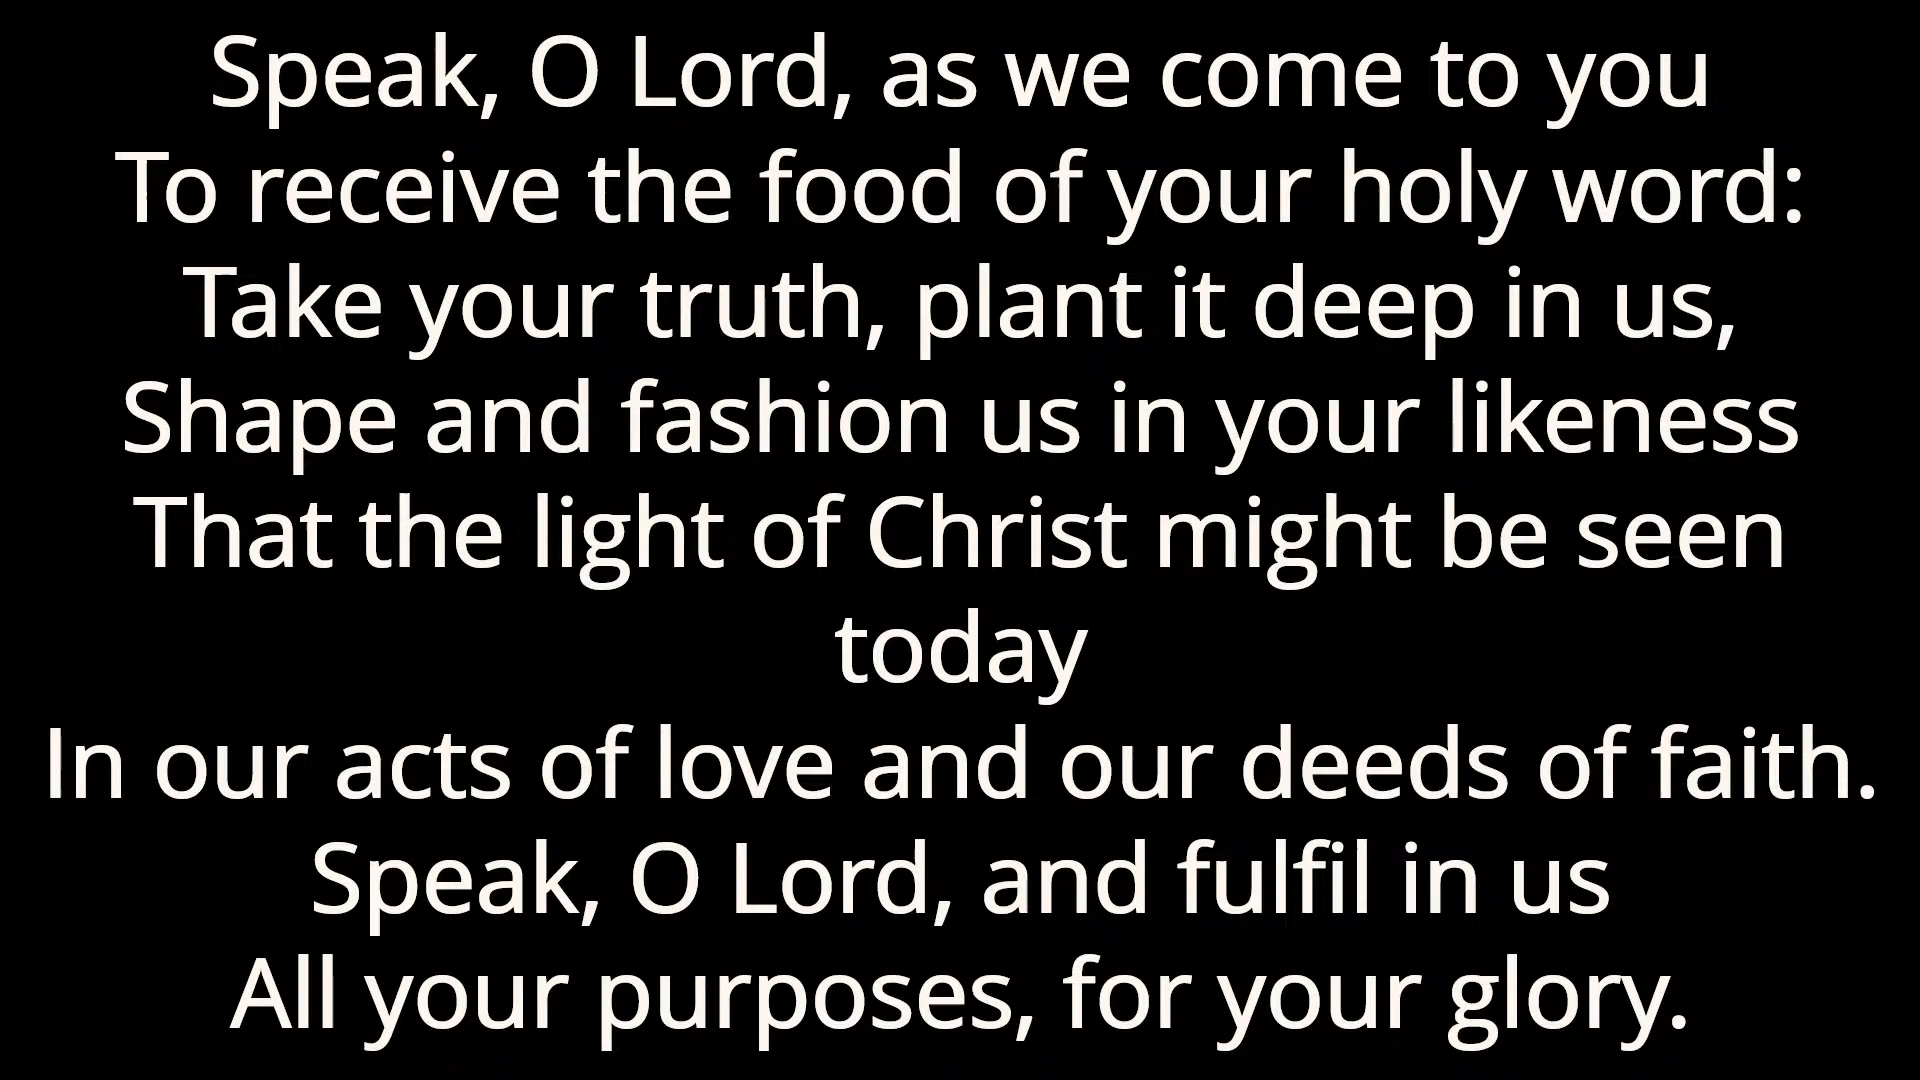 Speak, O Lord, as we come to you
To receive the food of your holy word:
Take your truth, plant it deep in us,
Shape and fashion us in your likeness
That the light of Christ might be seen
today
In our acts of love and our deeds of faith.
Speak, O Lord, and fulfil in us
All your purposes, for your glory.